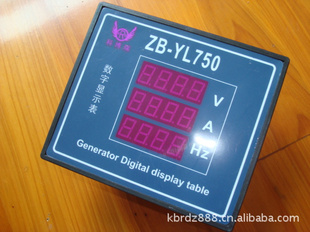 ZB-YL750
数字显示表
V
A
Hz
Generator Digital display table
kbrdz888.cn.alibaba.com